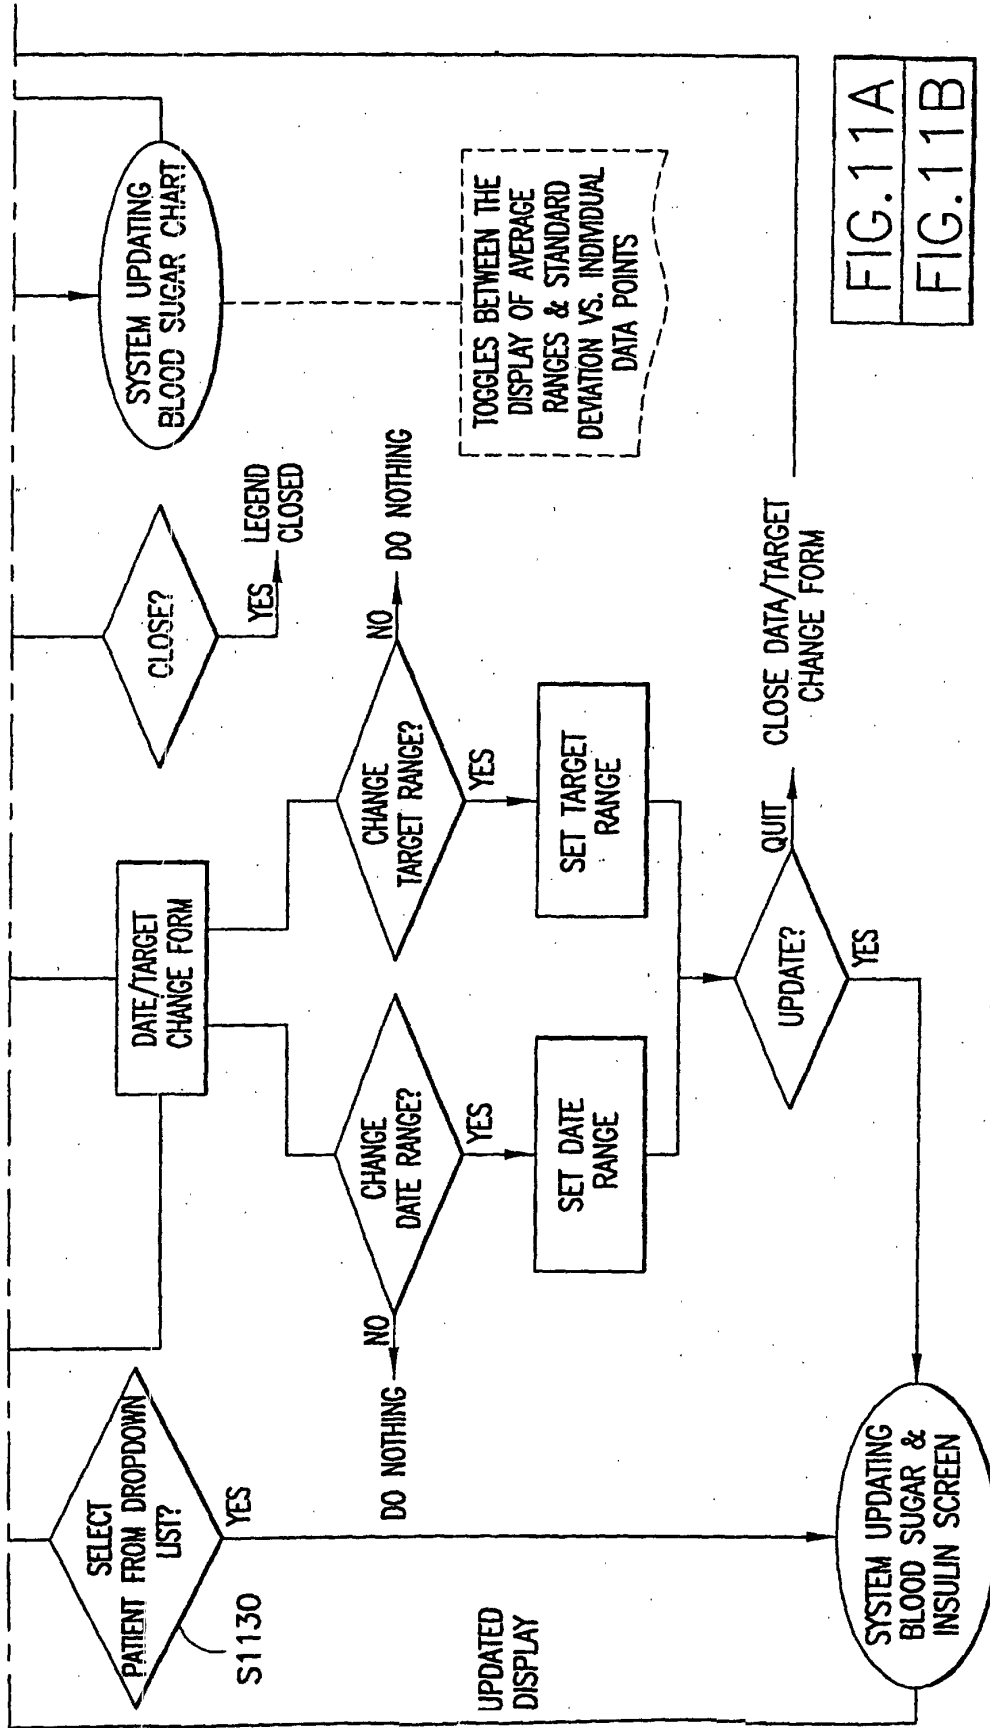 SELECT
PATIENT FROM DROPDOWN
LIST?
YES
S1130
UPDATED
DISPLAY
DATE/TARGET
CHANGE FORM
CHANGE
DATE RANGE?
NO
DO NOTHING
YES
SET DATE
RANGE
CHANGE
TARGET RANGE?
NO
DO NOTHING
YES
SET TARGET
RANGE
UPDATE?
QUIT
CLOSE DATA/TARGET
CHANGE FORM
YES
SYSTEM UPDATING
BLOOD SUGAR &
INSULIN SCREEN
CLOSE?
YES
LEGEND
CLOSED
SYSTEM UPDATING
BLOOD SUGAR CHART
TOGGLES BETWEEN THE
DISPLAY OF AVERAGE
RANGES & STANDARD
DEVIATION VS. INDIVIDUAL
DATA POINTS
FIG.11A
FIG.11B